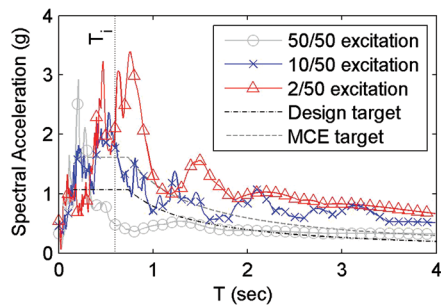 Spectral Acceleration (g)
4
3
2
1
0
T i
50/50 excitation
10/50 excitation
2/50 excitation
Design target
MCE target
0 1 2 3 4
T (sec)